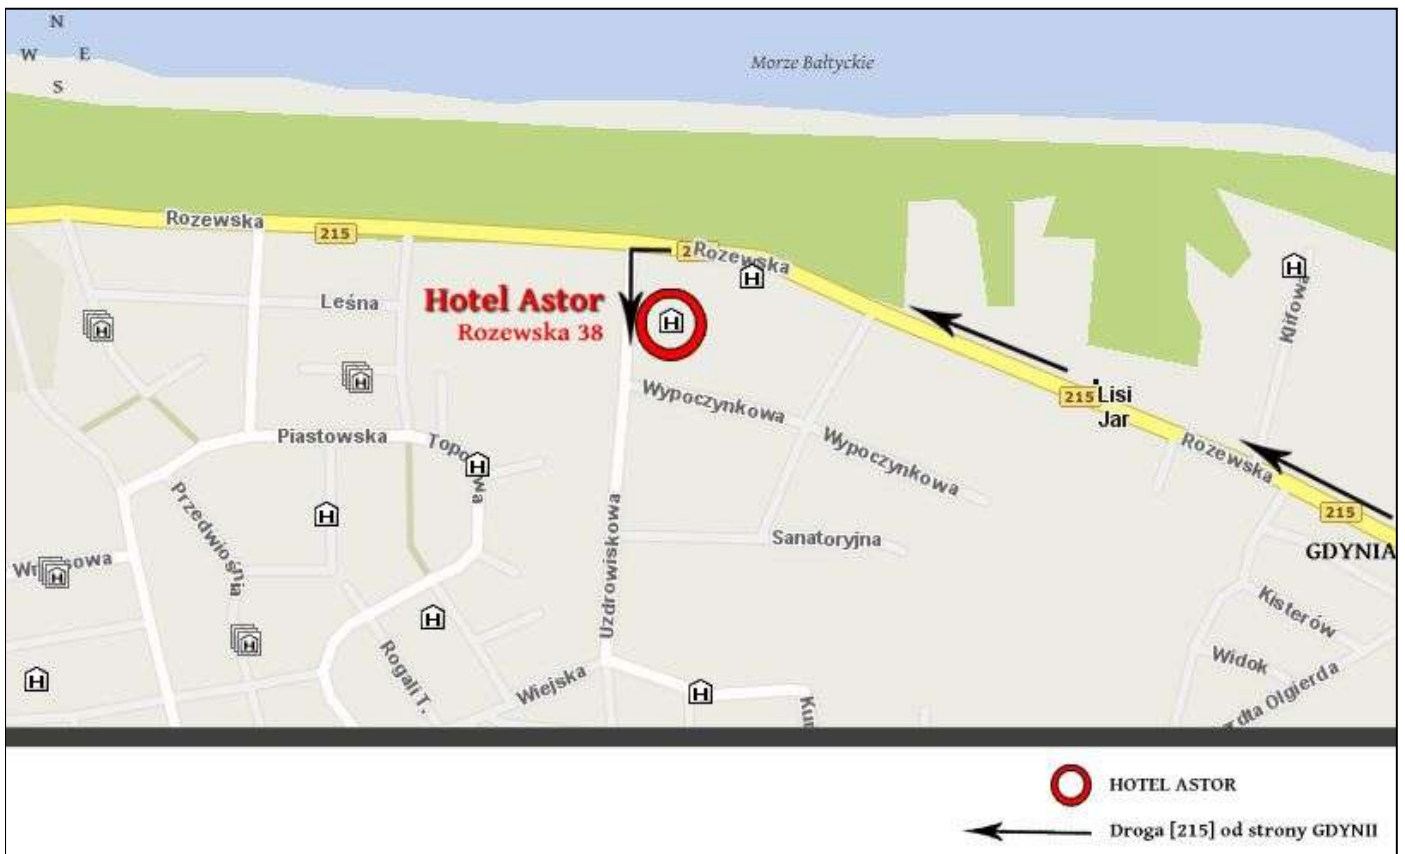 N
W E
S
Morze Bałtyckie
Rozewska
215
Rozewska
Leśna
Hotel Astor
Rozewska 38
H
Klifowa
Wypoczynkowa
215
Lisi
Jar
Piastowska
Wypoczynkowa
Rozewska
215
GDYNIA
Przedwiośnia
Sanatoryjna
Uzdrowiskowa
Kisterów
Widok
Rogali T.
Wiejska
Olgierda
HOTEL ASTOR
Droga [215] od strony GDYNII